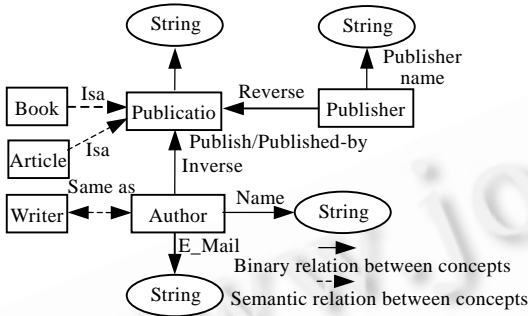 String
String
Publisher
name
Isa
Reverse
Book
Publicatio
Publisher
Isa
Publish/Published-by
Article
Inverse
Same as
Name
Writer
Author
String
E_Mail
Binary relation between concepts
String
Semantic relation between concepts